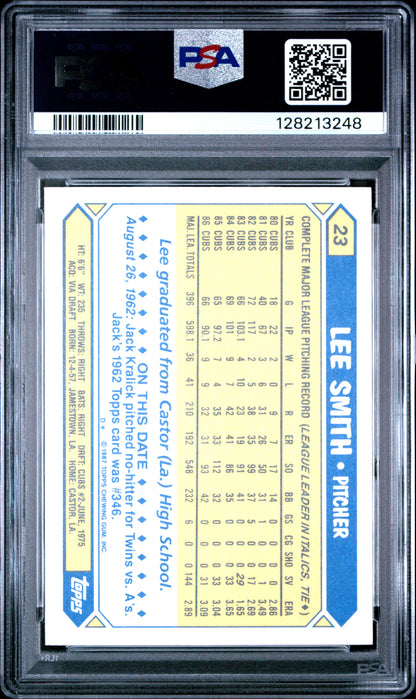 PSA
128213248
23
LEE SMITH • PITCHER
COMPLETE MAJOR LEAGUE PITCHING RECORD (LEAGUE LEADER IN ITALICS, TIE♦)
YR CLUB G IP W L R ER SO BB GS CG SHO SV ERA
80 CUBS 18 22 2 0 9 7 17 14 0 0 0 0 2.86
81 CUBS 40 67 3 6 31 26 50 31 1 0 0 1 3.49
82 CUBS 72 117 2 5 38 35 99 37 5 0 0 17 2.69
83 CUBS 66 103.1 4 10 23 19 91 41 0 0 0 29 1.65
84 CUBS 69 101 9 7 42 41 86 35 0 0 0 33 3.65
85 CUBS 65 97.2 7 4 35 33 112 32 0 0 0 33 3.04
86 CUBS 66 90.1 9 9 32 31 93 42 0 0 0 31 3.09
MAJ. LEA. TOTALS 396 598.1 36 41 210 192 548 232 6 0 0 144 2.89
Lee graduated from Castor (La.) High School.
♦ ♦ ♦ ♦ ♦ ♦ ON THIS DATE ♦ ♦ ♦ ♦ ♦ ♦
August 26, 1962: Jack Kralick pitched no-hitter for Twins vs. A's.
Jack's 1962 Topps card was #346.
D* © 1987 TOPPS CHEWING GUM, INC.
HT: 6'6" WT: 235 THROWS: RIGHT BATS: RIGHT DRFT: CUBS #2-JUNE, 1975
ACQ: VIA DRAFT BORN: 12-4-57, JAMESTOWN, LA. HOME: CASTOR, LA.
topps
PSA